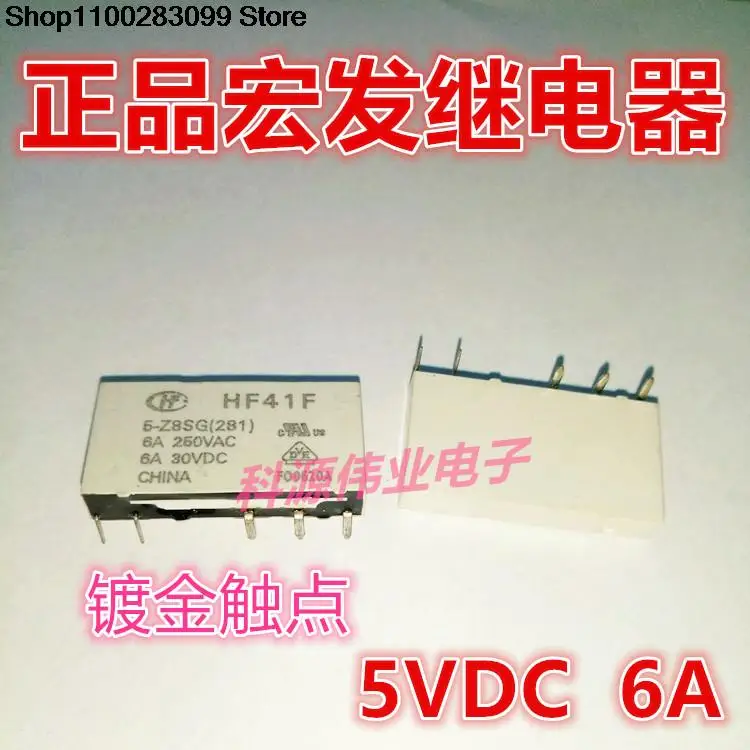 Shop1100283099 Store
正品宏发继电器
HF HF41F
5-Z8SG(281)
6A 250VAC
6A 30VDC
CHINA
科源伟业电子
镀金触点
5VDC 6A